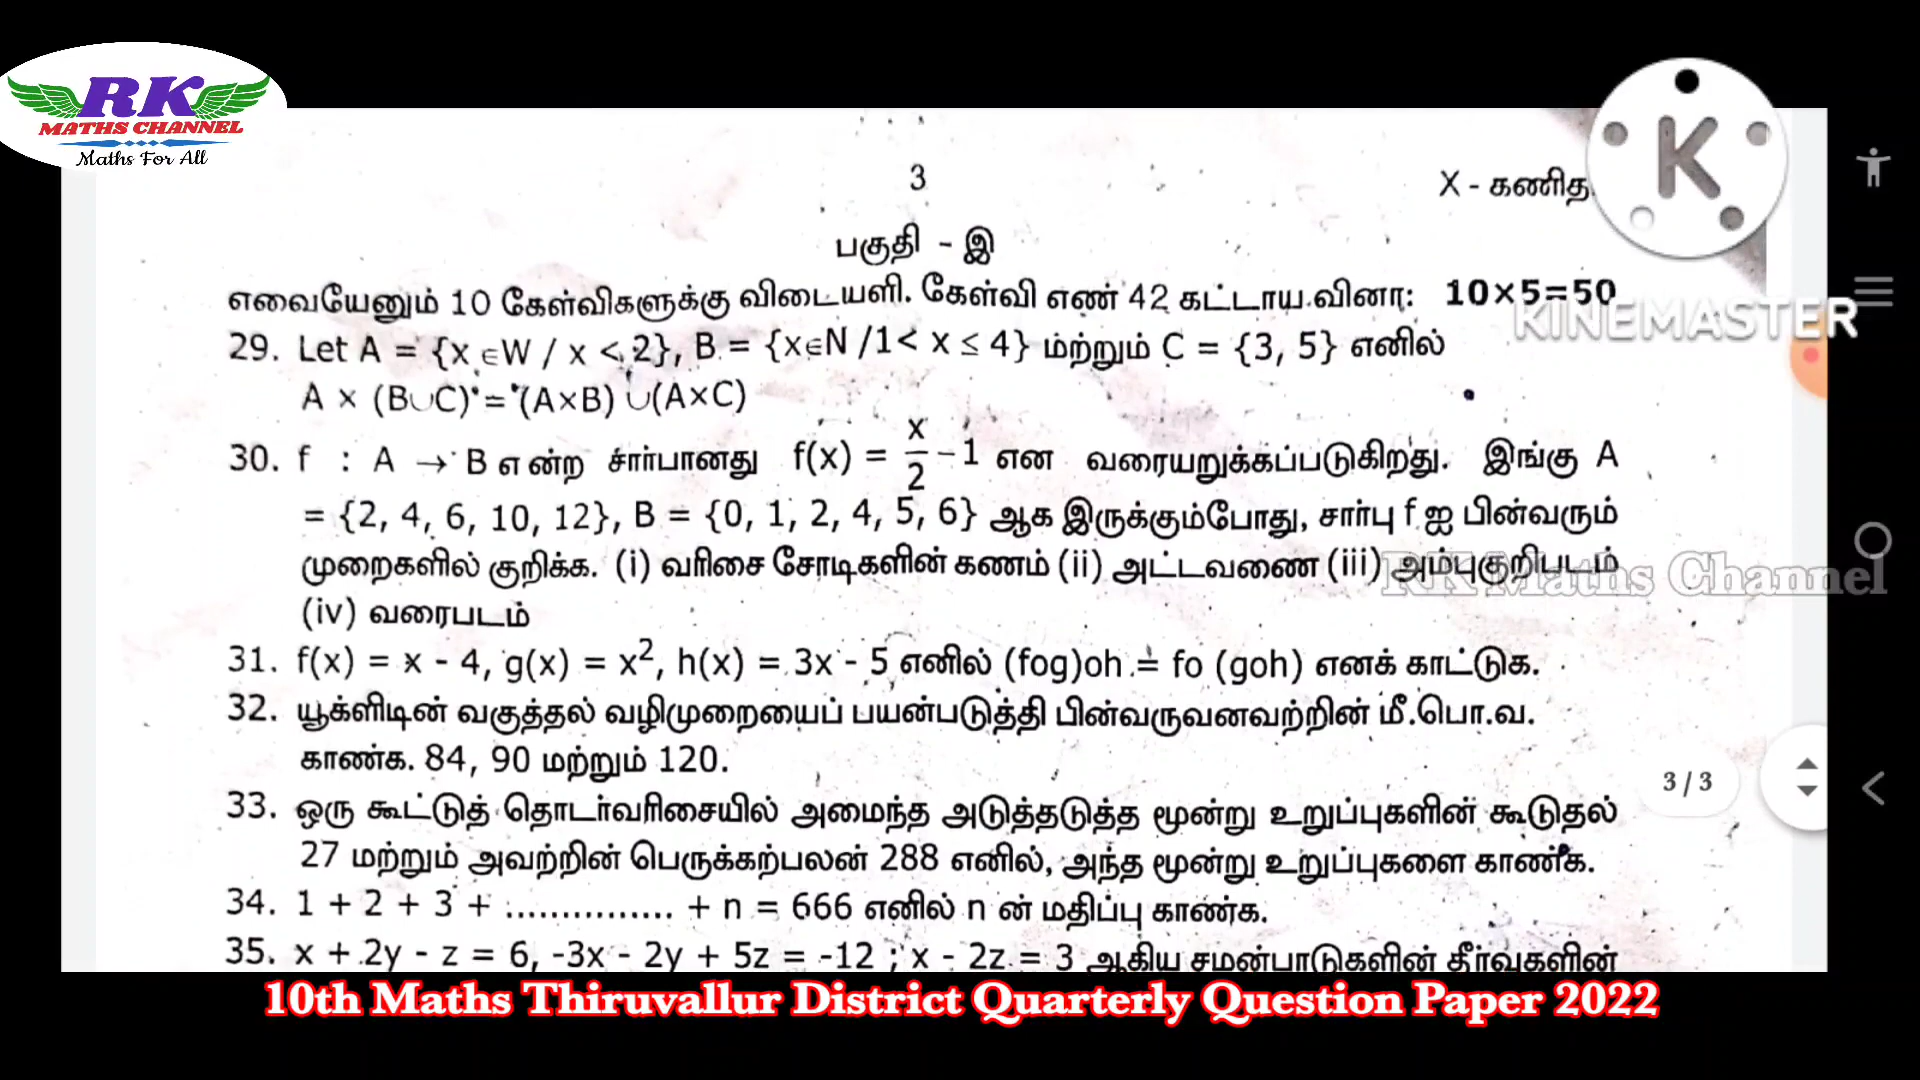 RK
MATHS CHANNEL
Maths For All
K
3
X - கணித
பகுதி - இ
எவையேனும் 10 கேள்விகளுக்கு விடையளி. கேள்வி எண் 42 கட்டாய வினா: 10×5=50
KINEMASTER
29. Let A = {x ∈W / x < 2}, B = {x∈N /1< x ≤ 4} ம்ற்றும் C = {3, 5} எனில்
A × (B∪C) = (A×B) ∪(A×C)
30. f : A → B என்ற சார்பானது f(x) = x/2 −1 என வரையறுக்கப்படுகிறது. இங்கு A
= {2, 4, 6, 10, 12}, B = {0, 1, 2, 4, 5, 6} ஆக இருக்கும்போது, சார்பு f ஐ பின்வரும்
முறைகளில் குறிக்க. (i) வரிசை சோடிகளின் கணம் (ii) அட்டவணை (iii) அம்புகுறிபடம்
RK Maths Channel
(iv) வரைபடம்
31. f(x) = x - 4, g(x) = x², h(x) = 3x - 5 எனில் (fog)oh = fo (goh) எனக் காட்டுக.
32. யூக்ளிடின் வகுத்தல் வழிமுறையைப் பயன்படுத்தி பின்வருவனவற்றின் மீ.பொ.வ.
காண்க. 84, 90 மற்றும் 120.
3 / 3
33. ஒரு கூட்டுத் தொடர்வரிசையில் அமைந்த அடுத்தடுத்த மூன்று உறுப்புகளின் கூடுதல்
27 மற்றும் அவற்றின் பெருக்கற்பலன் 288 எனில், அந்த மூன்று உறுப்புகளை காண்க.
34. 1 + 2 + 3 + ............... + n = 666 எனில் n ன் மதிப்பு காண்க.
35. x + 2y - z = 6, -3x - 2y + 5z = -12 ; x - 2z = 3 ஆகிய சமன்பாடுகளின் தீர்வுகளின்
10th Maths Thiruvallur District Quarterly Question Paper 2022